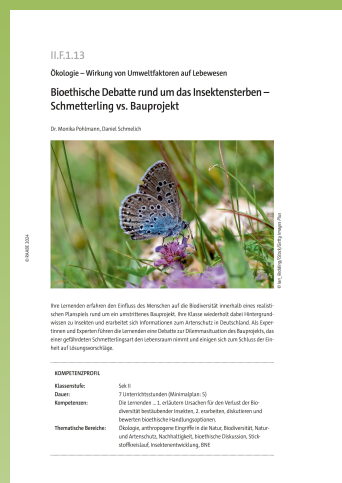 II.F.1.13
Ökologie – Wirkung von Umweltfaktoren auf Lebewesen
Bioethische Debatte rund um das Insektensterben –
Schmetterling vs. Bauprojekt
Dr. Monika Pohlmann, Daniel Schmelich
© RAABE 2024
Ihre Lernenden erfahren den Einfluss des Menschen auf die Biodiversität innerhalb eines realisti-
schen Planspiels rund um ein umstrittenes Bauprojekt. Ihre Klasse wiederholt dabei Hintergrund-
wissen zu Insekten und erarbeitet sich Informationen zum Artenschutz in Deutschland. Als Exper-
tinnen und Experten führen die Lernenden eine Debatte zur Dilemmasituation des Bauprojekts, das
einer gefährdeten Schmetterlingsart den Lebensraum nimmt und einigen sich zum Schluss der Ein-
heit auf Lösungsvorschläge.
KOMPETENZPROFIL
Klassenstufe: Sek II
Dauer: 7 Unterrichtsstunden (Minimalplan: 5)
Kompetenzen: Die Lernenden ... 1. erläutern Ursachen für den Verlust der Bio-
diversität bestäubender Insekten, 2. erarbeiten, diskutieren und
bewerten bioethische Handlungsoptionen.
Thematische Bereiche: Ökologie, anthropogene Eingriffe in die Natur, Biodiversität, Natur-
und Artenschutz, Nachhaltigkeit, bioethische Diskussion, Stick-
stoffkreislauf, Insektenentwicklung, BNE